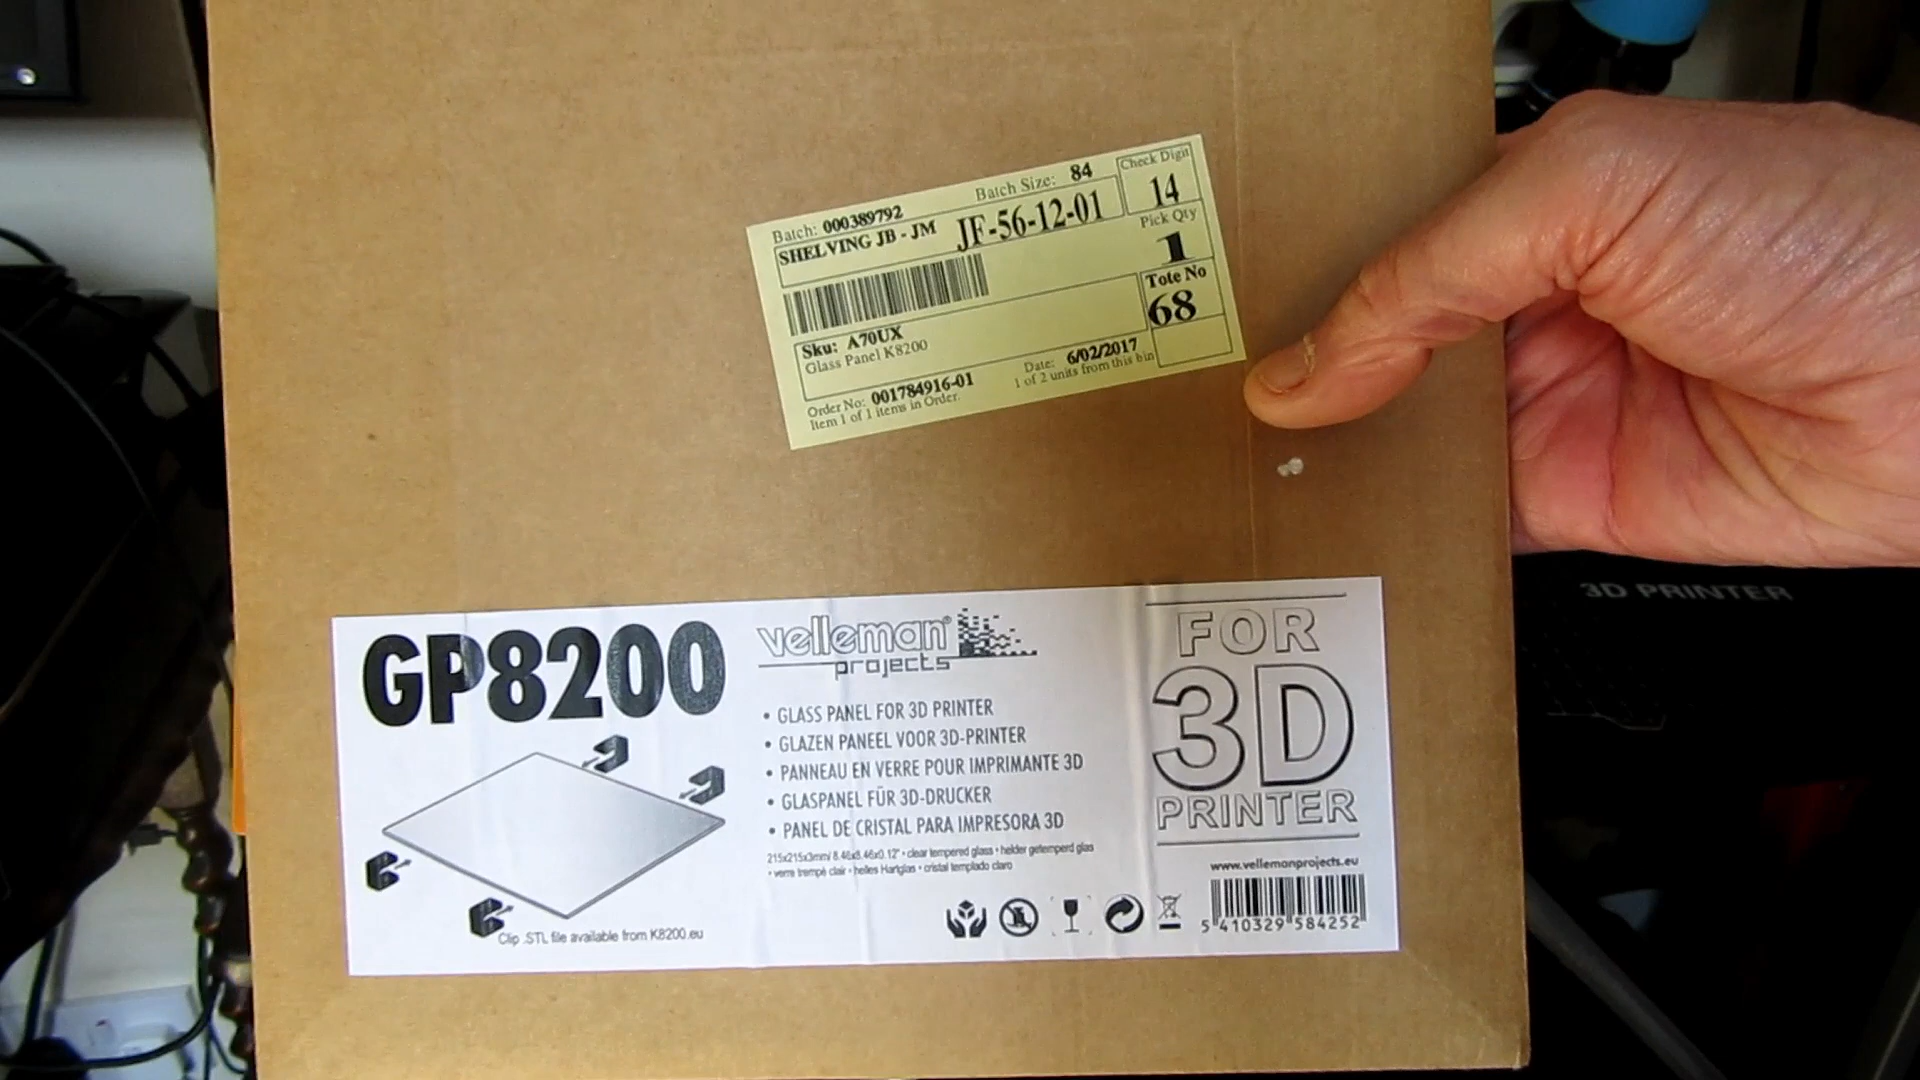 Batch: 000389792 Batch Size: 84 Check Digit
SHELVING JB - JM JF-56-12-01 14
Pick Qty
1
Tote No
68
Sku: A70UX
Glass Panel K8200
Date: 6/02/2017
Order No: 001784916-01 1 of 2 units from this bin
Item 1 of 1 items in Order.
3D PRINTER
GP8200
velleman®
projects
• GLASS PANEL FOR 3D PRINTER
• GLAZEN PANEEL VOOR 3D-PRINTER
• PANNEAU EN VERRE POUR IMPRIMANTE 3D
• GLASPANEL FÜR 3D-DRUCKER
• PANEL DE CRISTAL PARA IMPRESORA 3D
215x215x3mm/ 8.46x8.46x0.12" • clear tempered glass • helder getemperd glas
• verre trempé clair • helles Hartglas • cristal templado claro
Clip .STL file available from K8200.eu
FOR
3D
PRINTER
www.vellemanprojects.eu
5 410329 584252